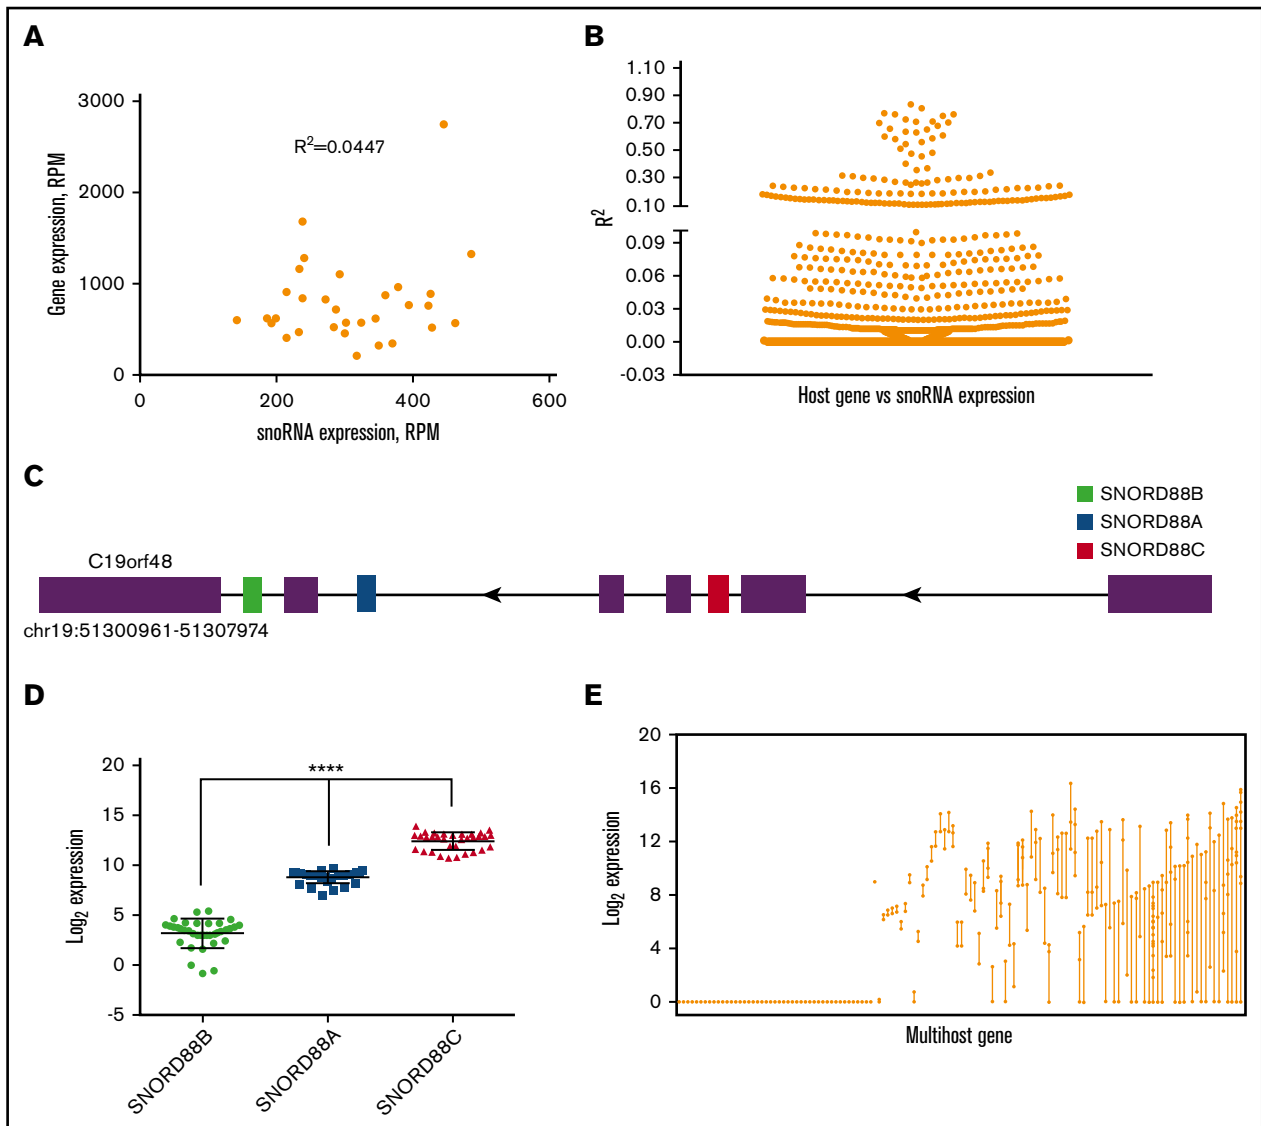 A
3000
2000
1000
0
0
200
400
600
Gene expression, RPM
R²=0.0447
snoRNA expression, RPM
B
1.10
0.90
0.70
0.50
0.30
0.10
0.09
0.06
0.03
0.00
-0.03
R²
Host gene vs snoRNA expression
C
SNORD88B
SNORD88A
SNORD88C
C19orf48
chr19:51300961-51307974
D
20
15
10
5
0
-5
Log₂ expression
****
SNORD88B
SNORD88A
SNORD88C
E
20
16
12
8
4
0
Log₂ expression
Multihost gene